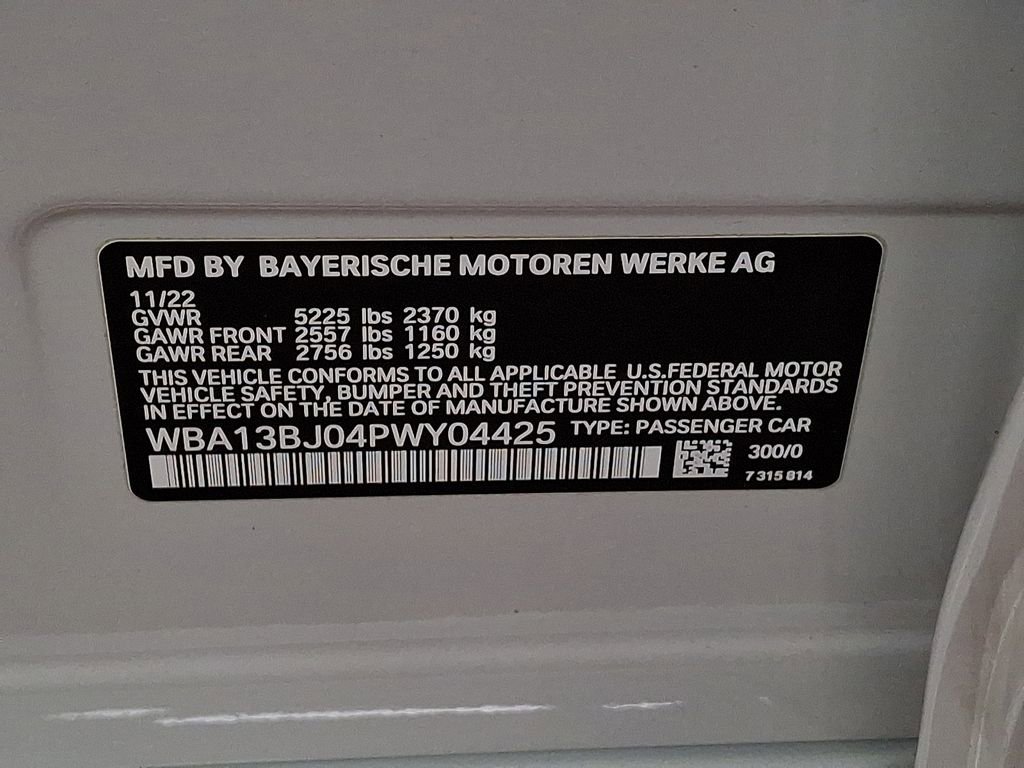 MFD BY BAYERISCHE MOTOREN WERKE AG
11/22
GVWR 5225 lbs 2370 kg
GAWR FRONT 2557 lbs 1160 kg
GAWR REAR 2756 lbs 1250 kg
THIS VEHICLE CONFORMS TO ALL APPLICABLE U.S.FEDERAL MOTOR
VEHICLE SAFETY, BUMPER AND THEFT PREVENTION STANDARDS
IN EFFECT ON THE DATE OF MANUFACTURE SHOWN ABOVE.
WBA13BJ04PWY04425 TYPE: PASSENGER CAR
300/0
7 315 814